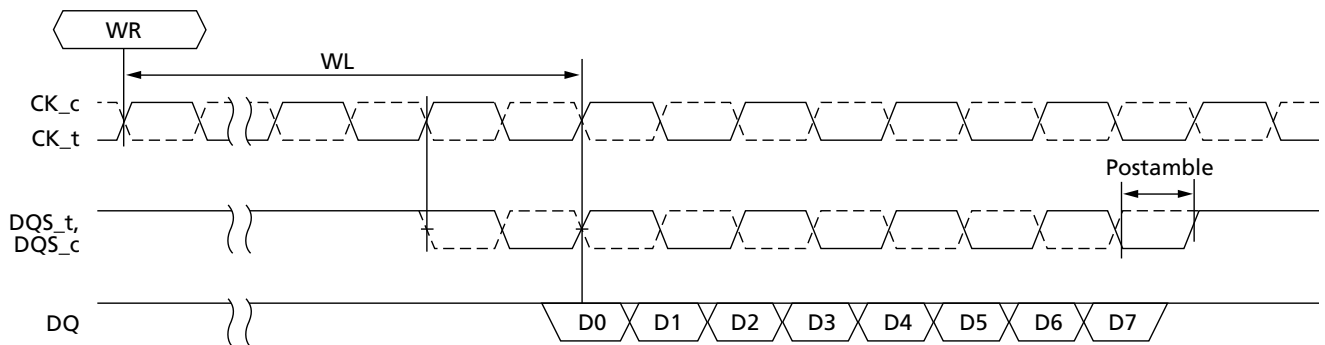 WR
WL
CK_c
CK_t
Postamble
DQS_t,
DQS_c
DQ
D0 D1 D2 D3 D4 D5 D6 D7